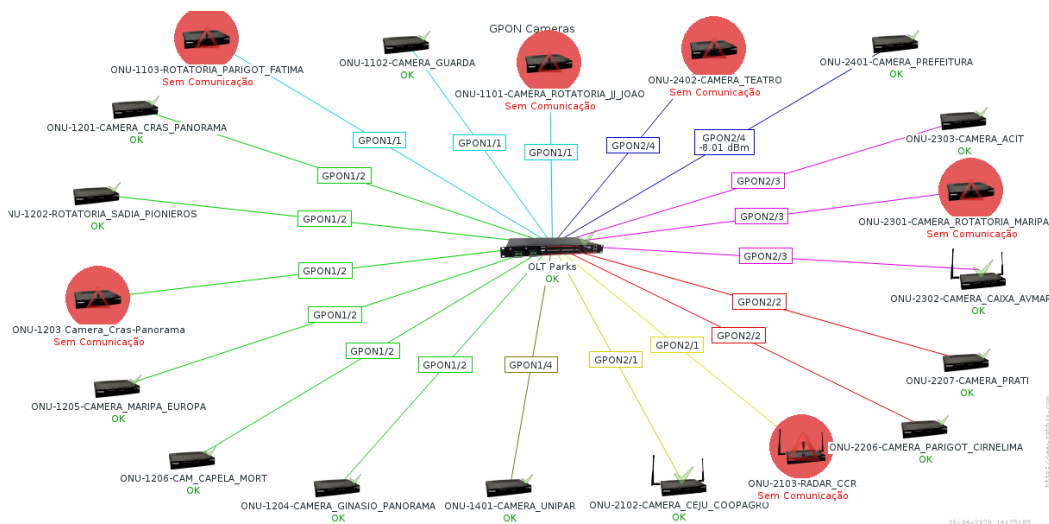 GPON Cameras
ONU-1103-ROTATORIA_PARIGOT_FATIMA
Sem Comunicação
ONU-1102-CAMERA_GUARDA
OK
ONU-1101-CAMERA_ROTATORIA_JJ_JOAO
Sem Comunicação
ONU-2402-CAMERA_TEATRO
Sem Comunicação
ONU-2401-CAMERA_PREFEITURA
OK
ONU-1201-CAMERA_CRAS_PANORAMA
OK
ONU-2303-CAMERA_ACIT
OK
GPON1/1
GPON1/1
GPON1/1
GPON2/4
GPON2/4
-8.01 dBm
GPON1/2
GPON2/3
NU-1202-ROTATORIA_SADIA_PIONIEROS
OK
GPON1/2
GPON2/3
ONU-2301-CAMERA_ROTATORIA_MARIPA
Sem Comunicação
OLT Parks
OK
GPON1/2
GPON2/3
ONU-2302-CAMERA_CAIXA_AVMAR
OK
ONU-1203 Camera_Cras-Panorama
Sem Comunicação
GPON1/2
GPON2/2
GPON1/2
GPON1/2
GPON1/4
GPON2/1
GPON2/1
GPON2/2
ONU-2207-CAMERA_PRATI
OK
ONU-1205-CAMERA_MARIPA_EUROPA
OK
ONU-2206-CAMERA_PARIGOT_CIRNELIMA
OK
ONU-1206-CAM_CAPELA_MORT
OK
ONU-1204-CAMERA_GINASIO_PANORAMA
OK
ONU-1401-CAMERA_UNIPAR
OK
ONU-2102-CAMERA_CEJU_COOPAGRO
OK
ONU-2103-RADAR_CCR
Sem Comunicação